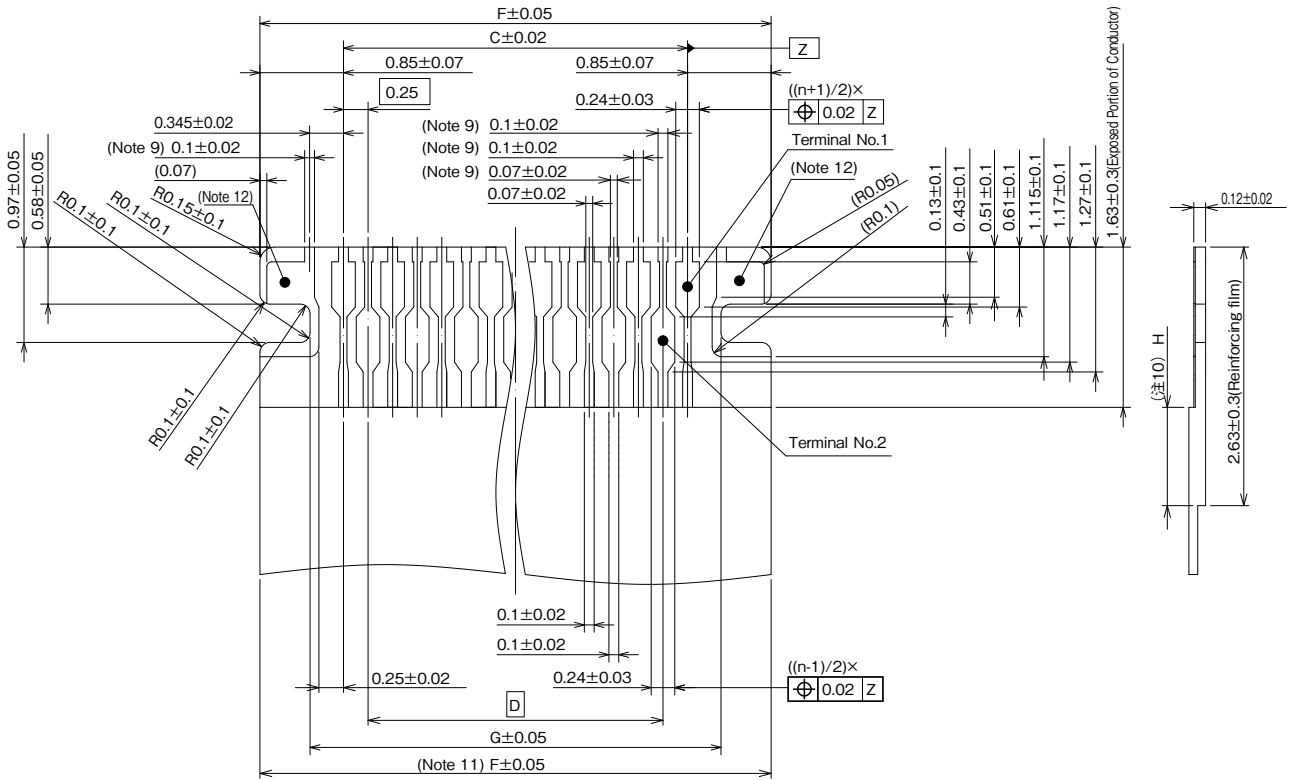 F±0.05
C±0.02
Z
0.85±0.07
0.85±0.07
0.25
0.24±0.03
((n+1)/2)×
⌖ 0.02 Z
0.345±0.02
(Note 9) 0.1±0.02
(Note 9) 0.1±0.02
(Note 9) 0.1±0.02
(Note 9) 0.07±0.02
0.07±0.02
(0.07)
Terminal No.1
(Note 12)
(Note 12)
0.97±0.05
0.58±0.05
R0.1±0.1
R0.1±0.1
R0.15±0.1
(R0.05)
(R0.1)
0.13±0.1
0.43±0.1
0.51±0.1
0.61±0.1
1.115±0.1
1.17±0.1
1.27±0.1
1.63±0.3(Exposed Portion of Conductor)
0.12±0.02
(注10) H
2.63±0.3(Reinforcing film)
R0.1±0.1
R0.1±0.1
Terminal No.2
0.1±0.02
0.1±0.02
0.25±0.02
0.24±0.03
((n-1)/2)×
⌖ 0.02 Z
D
G±0.05
(Note 11) F±0.05